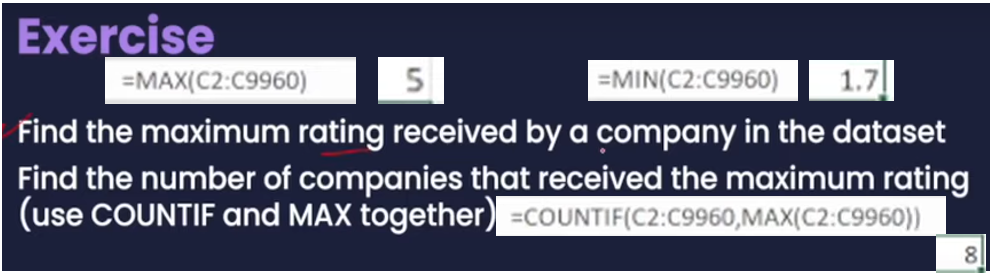 Exercise
=MAX(C2:C9960) 5 =MIN(C2:C9960) 1.7
Find the maximum rating received by a company in the dataset
Find the number of companies that received the maximum rating
(use COUNTIF and MAX together) =COUNTIF(C2:C9960,MAX(C2:C9960))
8